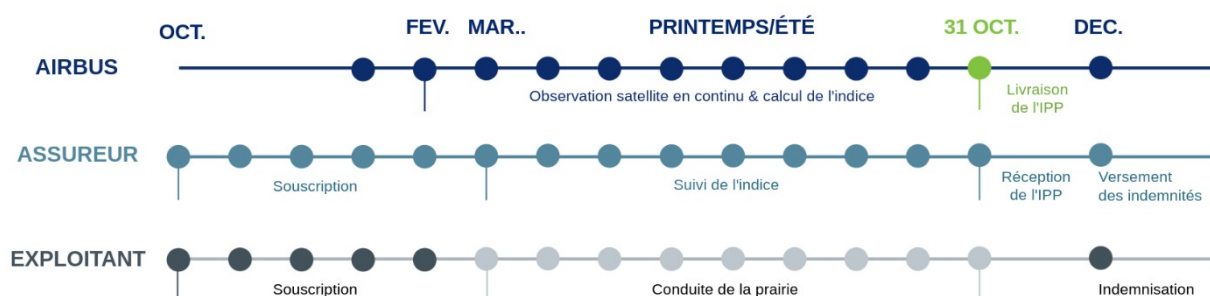 OCT.
FEV.
MAR..
PRINTEMPS/ÉTÉ
31 OCT.
DEC.
AIRBUS
Observation satellite en continu & calcul de l'indice
Livraison
de l'IPP
ASSUREUR
Souscription
Suivi de l'indice
Réception
de l'IPP
Versement
des indemnités
EXPLOITANT
Souscription
Conduite de la prairie
Indemnisation